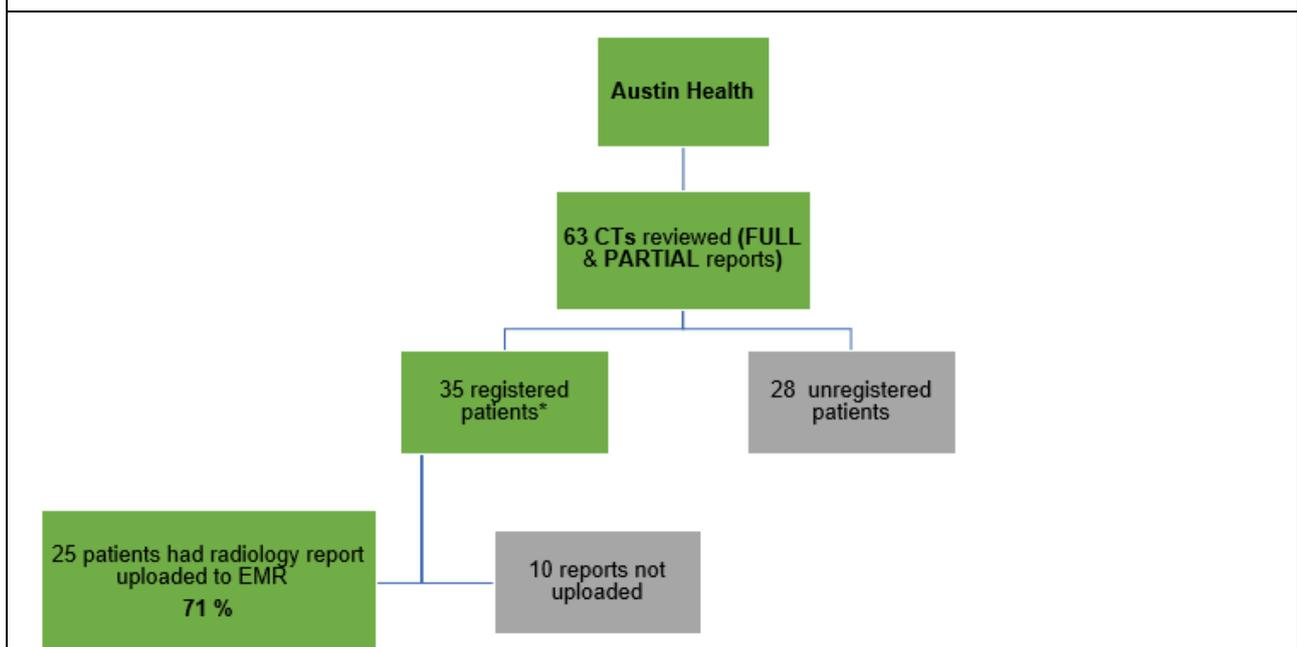 Austin Health
63 CTs reviewed (FULL
& PARTIAL reports)
35 registered
patients*
28 unregistered
patients
25 patients had radiology report
uploaded to EMR
71 %
10 reports not
uploaded